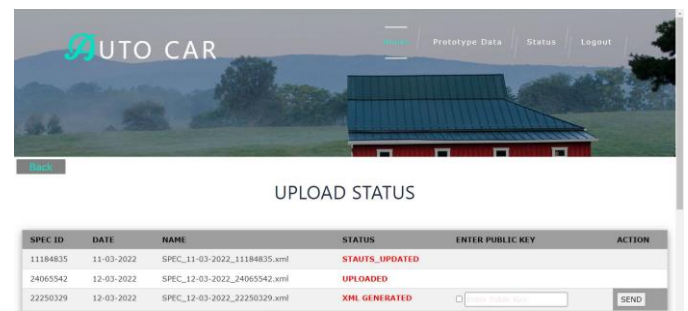 AUTO CAR
Home Prototype Data Status Logout
Back
UPLOAD STATUS
SPEC ID DATE NAME STATUS ENTER PUBLIC KEY ACTION
11184835 11-03-2022 SPEC_11-03-2022_11184835.xml STAUTS_UPDATED
24065542 12-03-2022 SPEC_12-03-2022_24065542.xml UPLOADED
22250329 12-03-2022 SPEC_12-03-2022_22250329.xml XML GENERATED Enter Public Key SEND